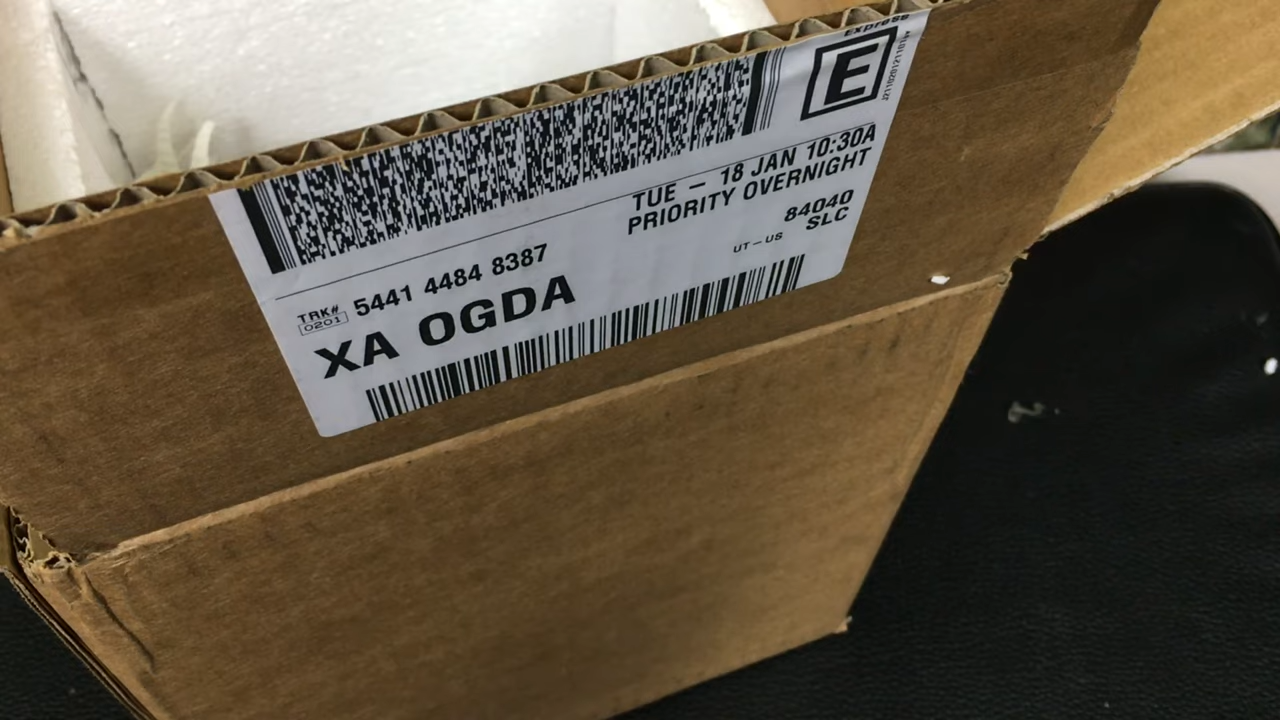 Express
E
J211020121101uv
TUE – 18 JAN 10:30A
PRIORITY OVERNIGHT
TRK# 5441 4484 8387
0201
84040
UT-US SLC
XA OGDA